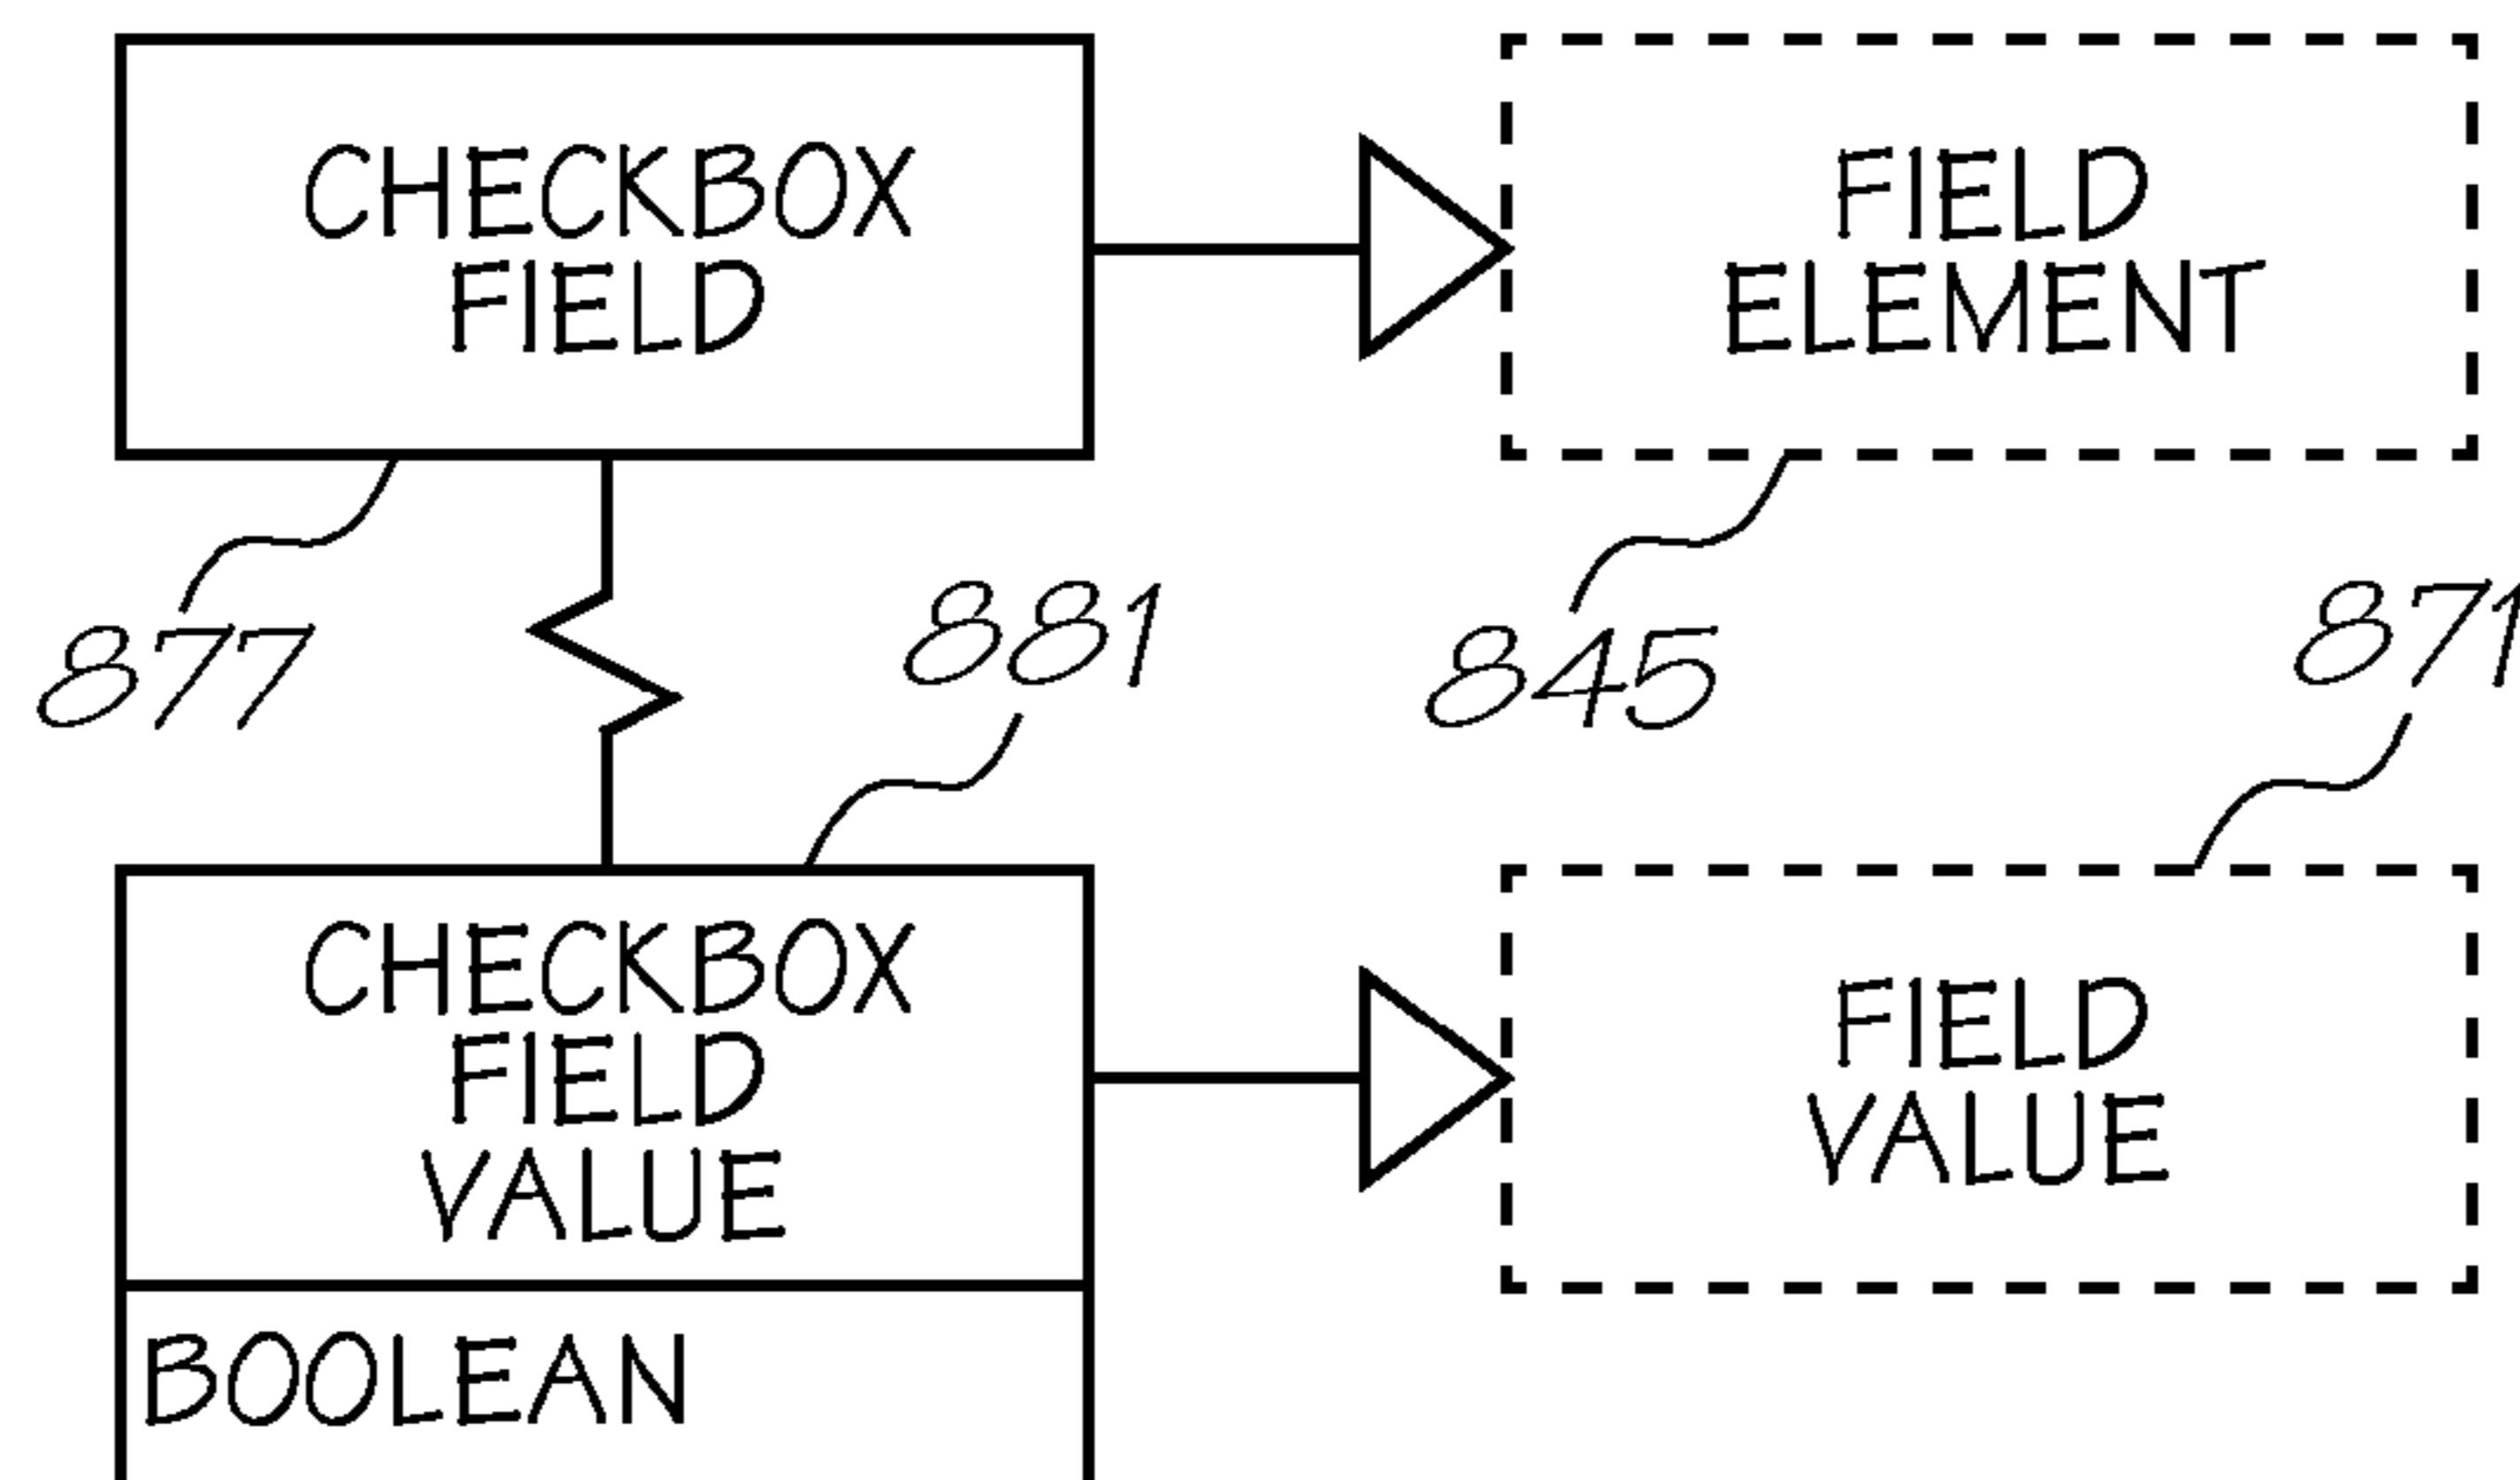 CHECKBOX
FIELD
FIELD
ELEMENT
877
881
845
871
CHECKBOX
FIELD
VALUE
FIELD
VALUE
BOOLEAN